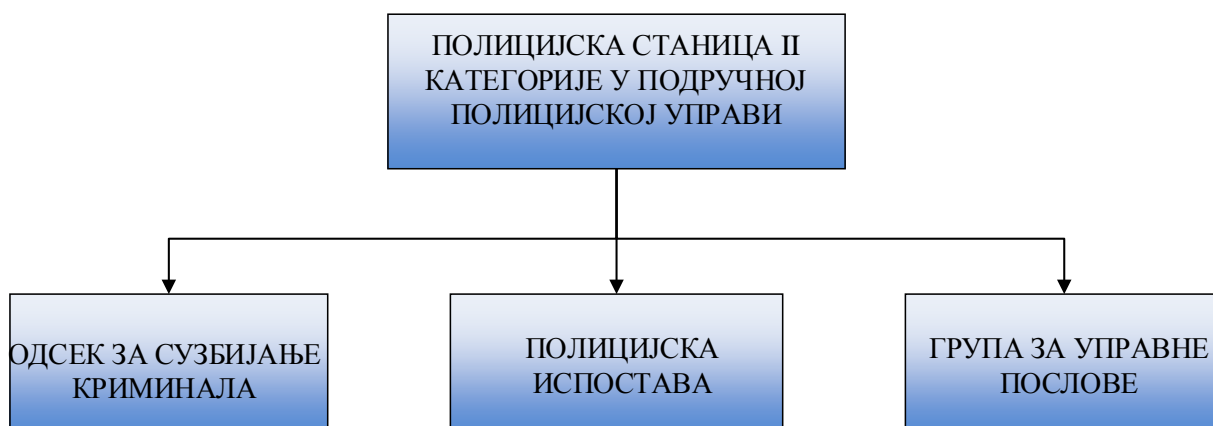 ПОЛИЦИЈСКА СТАНИЦА II
КАТЕГОРИЈЕ У ПОДРУЧНОЈ
ПОЛИЦИЈСКОЈ УПРАВИ
ОДСЕК ЗА СУЗБИЈАЊЕ
КРИМИНАЛА
ПОЛИЦИЈСКА
ИСПОСТАВА
ГРУПА ЗА УПРАВНЕ
ПОСЛОВЕ